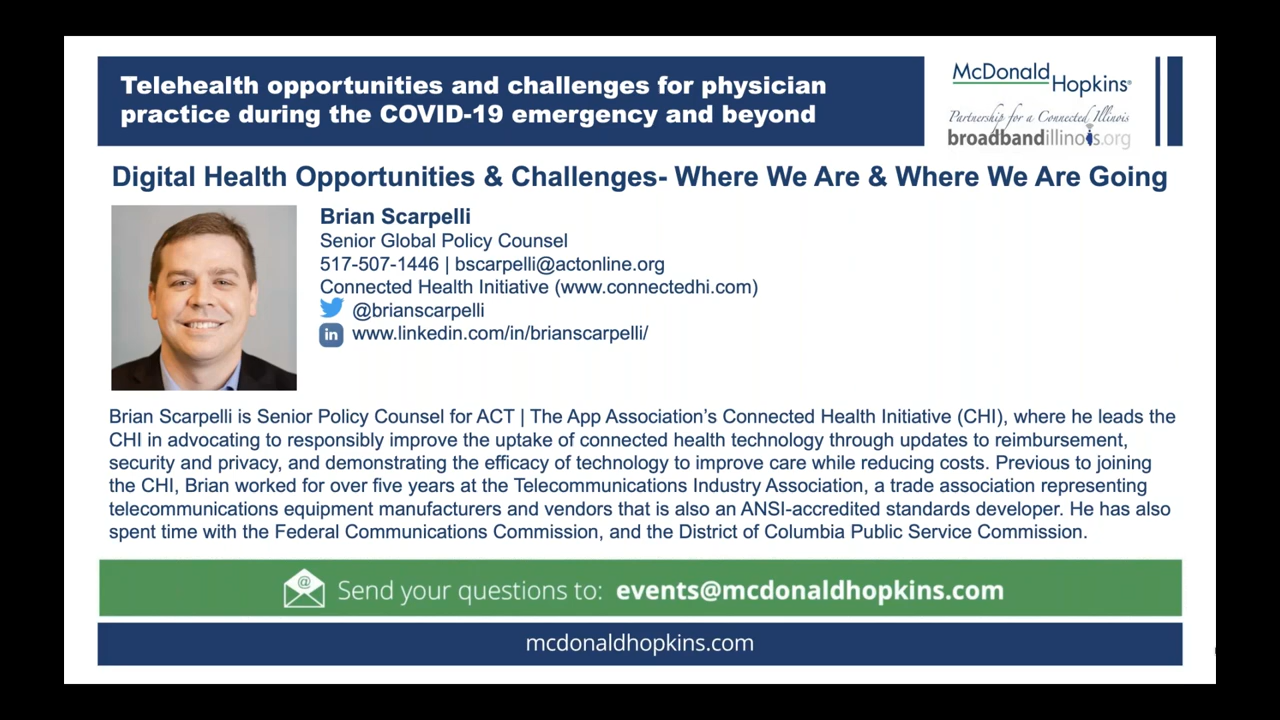 Telehealth opportunities and challenges for physician
practice during the COVID-19 emergency and beyond
McDonald
Hopkins
Partnership for a Connected Illinois
broadbandillinois.org
Digital Health Opportunities & Challenges- Where We Are & Where We Are Going
Brian Scarpelli
Senior Global Policy Counsel
517-507-1446 | bscarpelli@actonline.org
Connected Health Initiative (www.connectedhi.com)
@brianscarpelli
in www.linkedin.com/in/brianscarpelli/
Brian Scarpelli is Senior Policy Counsel for ACT | The App Association's Connected Health Initiative (CHI), where he leads the
CHI in advocating to responsibly improve the uptake of connected health technology through updates to reimbursement,
security and privacy, and demonstrating the efficacy of technology to improve care while reducing costs. Previous to joining
the CHI, Brian worked for over five years at the Telecommunications Industry Association, a trade association representing
telecommunications equipment manufacturers and vendors that is also an ANSI-accredited standards developer. He has also
spent time with the Federal Communications Commission, and the District of Columbia Public Service Commission.
@ Send your questions to: events@mcdonaldhopkins.com
mcdonaldhopkins.com